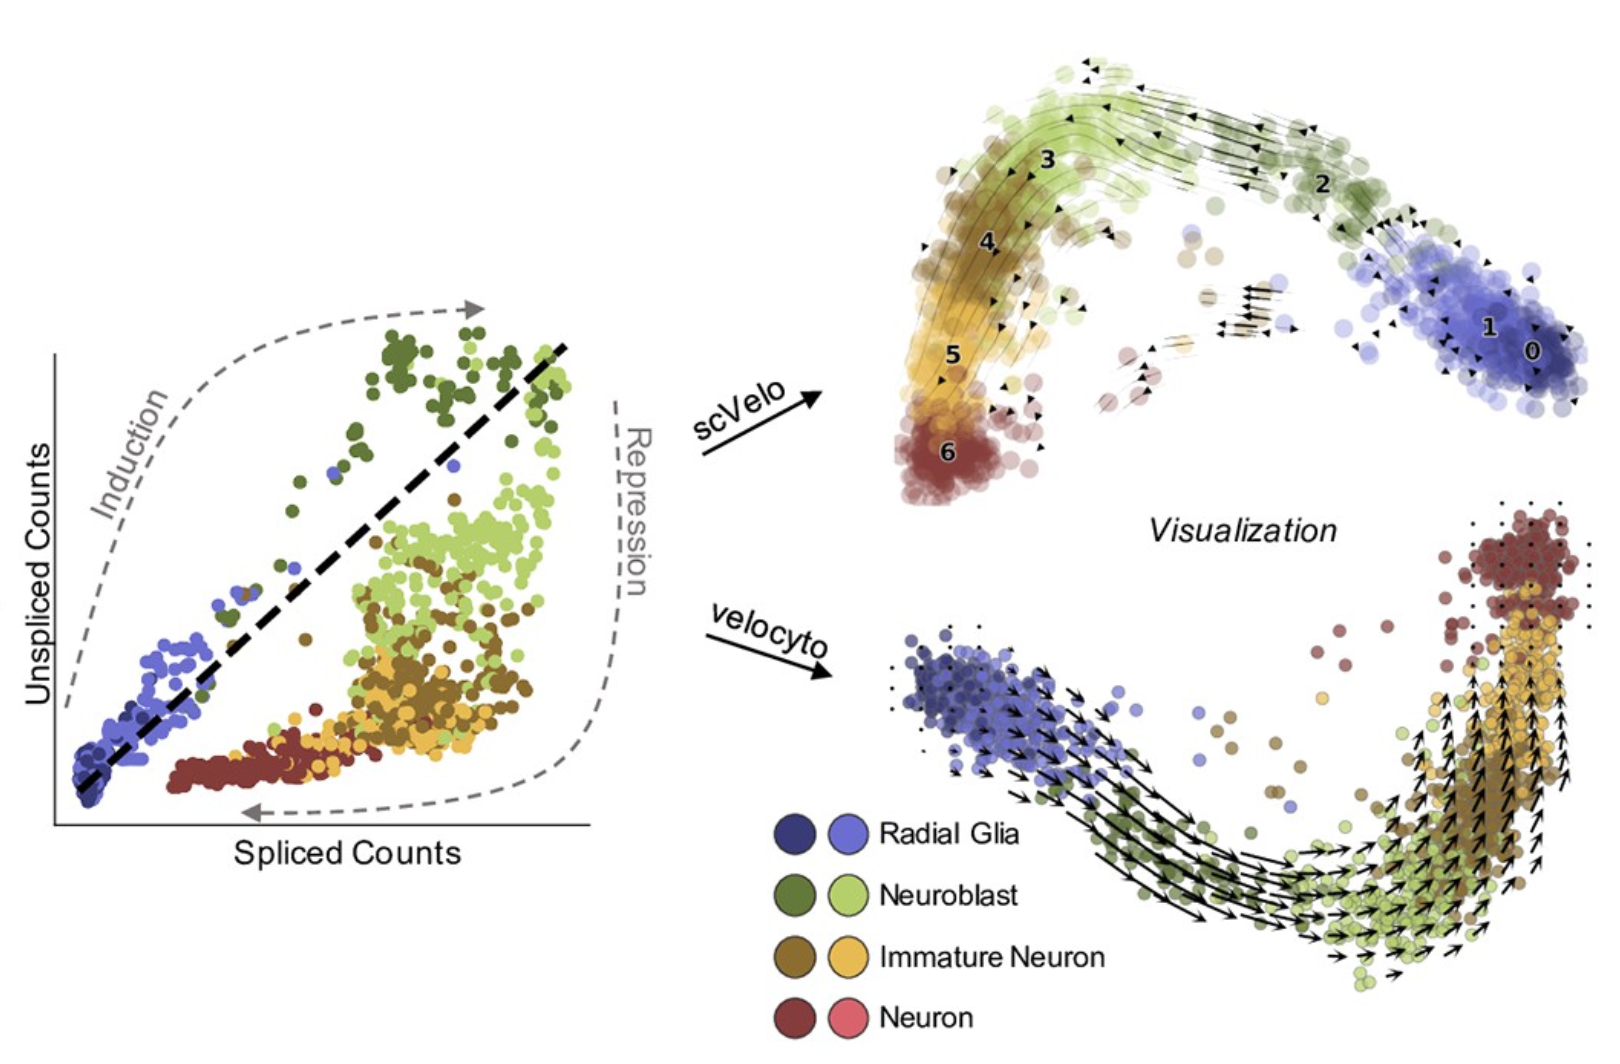 Unspliced Counts
Spliced Counts
Induction
Repression
scVelo
velocyto
3
2
4
1
0
5
6
Visualization
Radial Glia
Neuroblast
Immature Neuron
Neuron